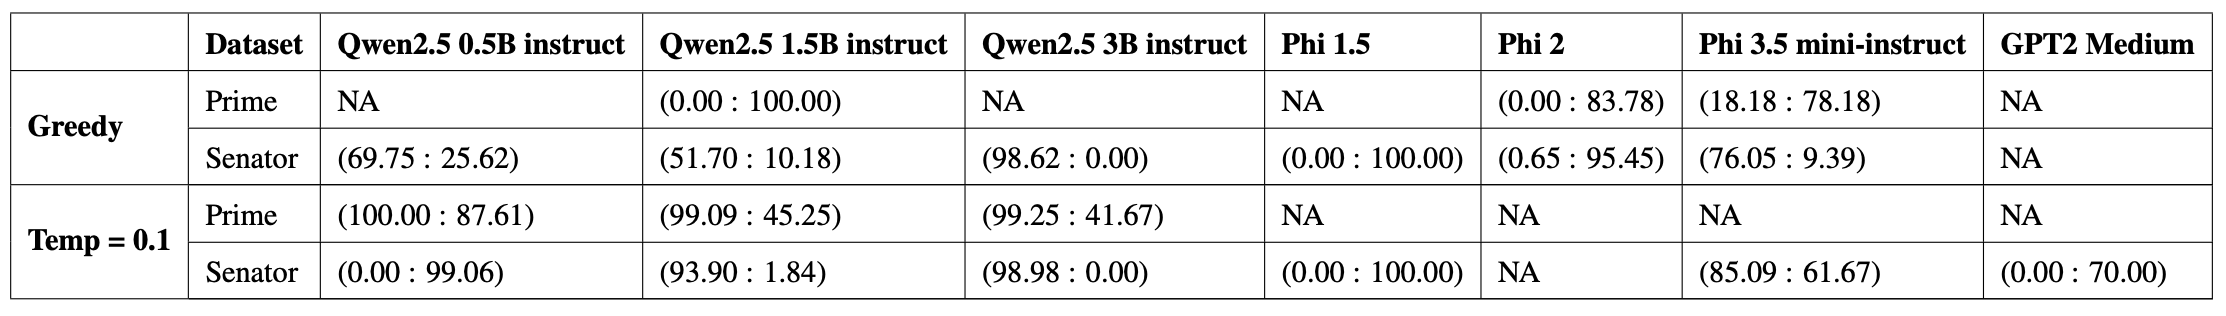 Dataset Qwen2.5 0.5B instruct Qwen2.5 1.5B instruct Qwen2.5 3B instruct Phi 1.5 Phi 2 Phi 3.5 mini-instruct GPT2 Medium
Greedy
Prime NA (0.00 : 100.00) NA NA (0.00 : 83.78) (18.18 : 78.18) NA
Senator (69.75 : 25.62) (51.70 : 10.18) (98.62 : 0.00) (0.00 : 100.00) (0.65 : 95.45) (76.05 : 9.39) NA
Temp = 0.1
Prime (100.00 : 87.61) (99.09 : 45.25) (99.25 : 41.67) NA NA NA NA
Senator (0.00 : 99.06) (93.90 : 1.84) (98.98 : 0.00) (0.00 : 100.00) NA (85.09 : 61.67) (0.00 : 70.00)